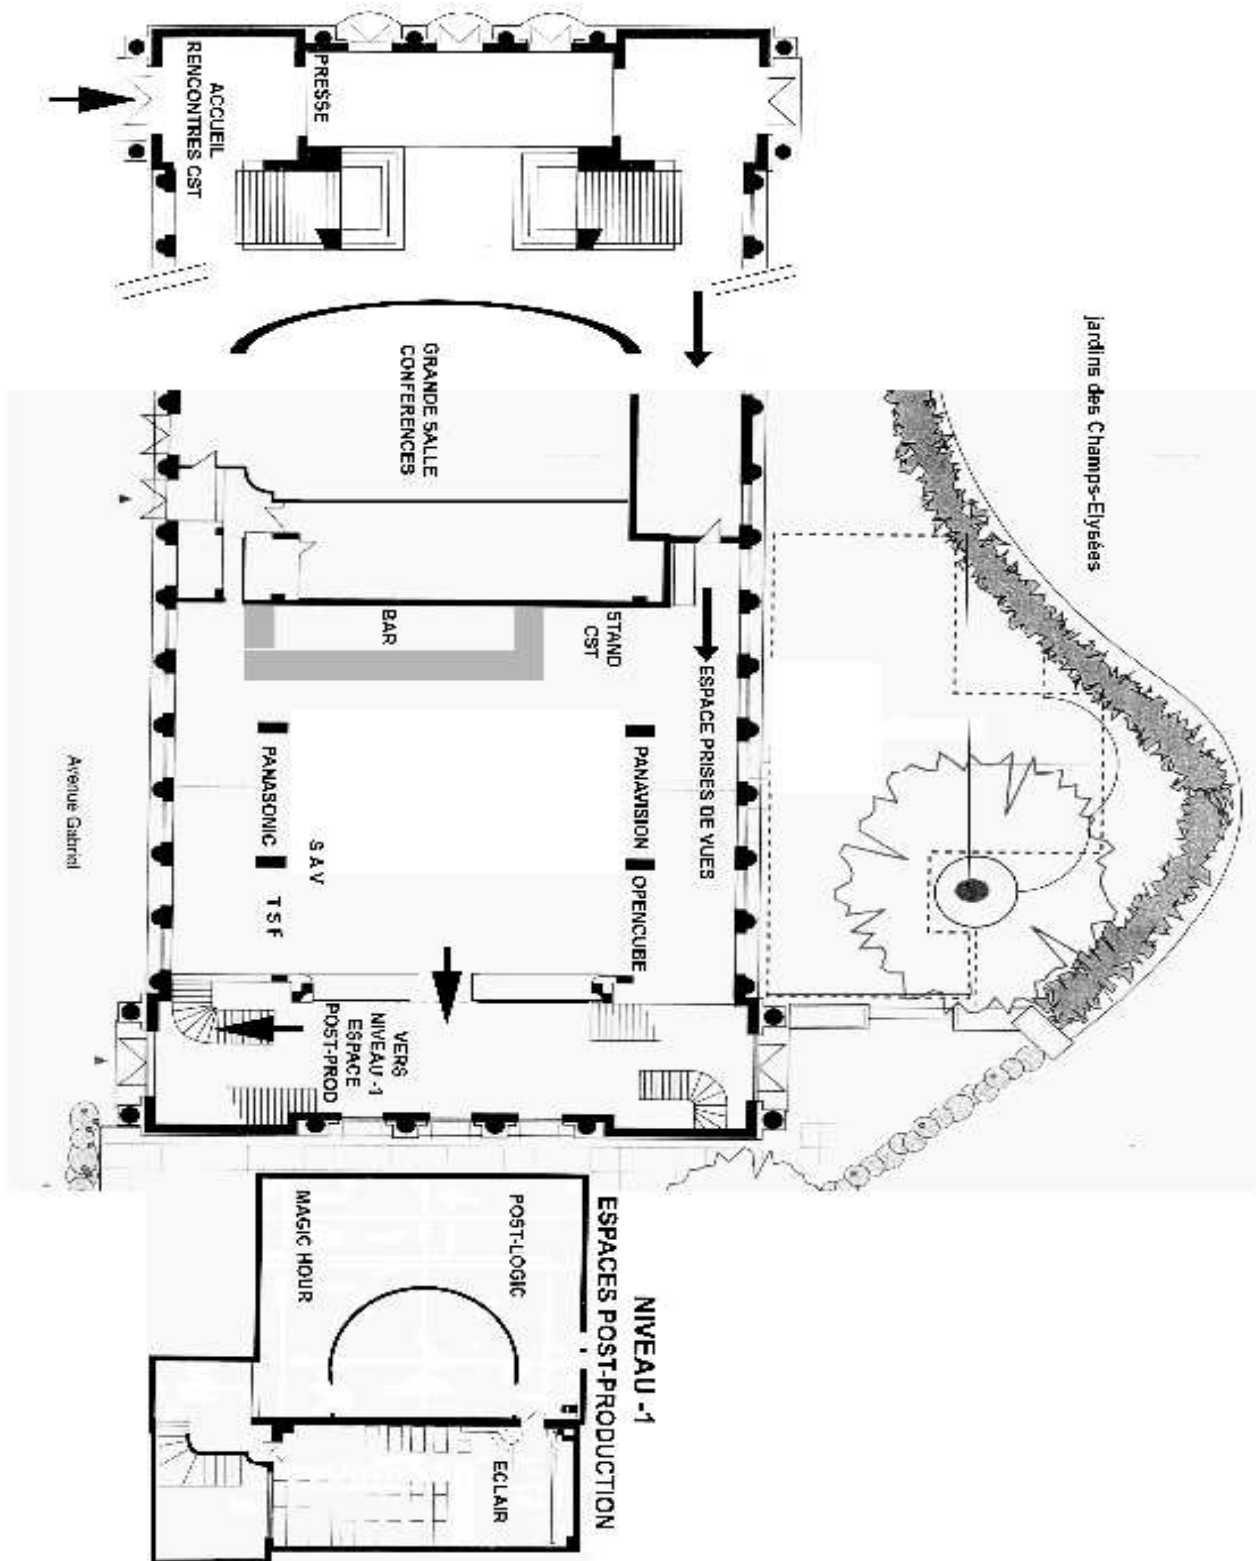 ACCUEIL
RENCONTRES CST
PRESSE
GRANDE SALLE
CONFERENCES
jardins des Champs-Elysées
BAR
STAND
CST
ESPACE PRISES DE VUES
PANASONIC
PANAVISION
S A V
T S F
OPENCUBE
Avenue Gabriel
VERS
NIVEAU -1
ESPACE
POST-PROD
NIVEAU -1
ESPACES POST-PRODUCTION
POST-LOGIC
MAGIC HOUR
ECLAIR